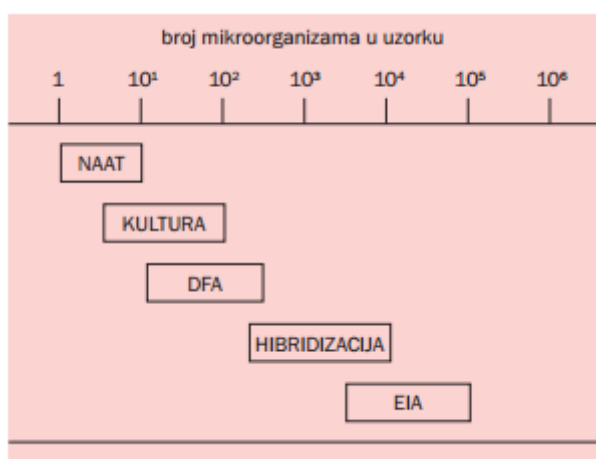 broj mikroorganizama u uzorku
1 10¹ 10² 10³ 10⁴ 10⁵ 10⁶
NAAT
KULTURA
DFA
HIBRIDIZACIJA
EIA